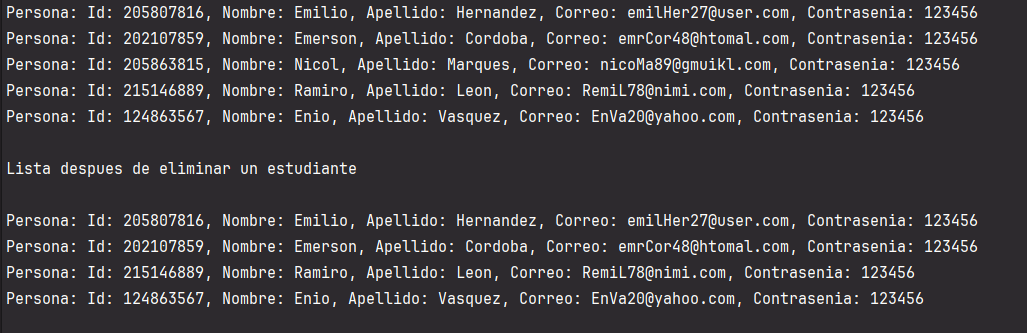 Persona: Id: 205807816, Nombre: Emilio, Apellido: Hernandez, Correo: emilHer27@user.com, Contrasenia: 123456
Persona: Id: 202107859, Nombre: Emerson, Apellido: Cordoba, Correo: emrCor48@htomal.com, Contrasenia: 123456
Persona: Id: 205863815, Nombre: Nicol, Apellido: Marques, Correo: nicoMa89@gmuikl.com, Contrasenia: 123456
Persona: Id: 215146889, Nombre: Ramiro, Apellido: Leon, Correo: RemiL78@nimi.com, Contrasenia: 123456
Persona: Id: 124863567, Nombre: Enio, Apellido: Vasquez, Correo: EnVa20@yahoo.com, Contrasenia: 123456
Lista despues de eliminar un estudiante
Persona: Id: 205807816, Nombre: Emilio, Apellido: Hernandez, Correo: emilHer27@user.com, Contrasenia: 123456
Persona: Id: 202107859, Nombre: Emerson, Apellido: Cordoba, Correo: emrCor48@htomal.com, Contrasenia: 123456
Persona: Id: 215146889, Nombre: Ramiro, Apellido: Leon, Correo: RemiL78@nimi.com, Contrasenia: 123456
Persona: Id: 124863567, Nombre: Enio, Apellido: Vasquez, Correo: EnVa20@yahoo.com, Contrasenia: 123456